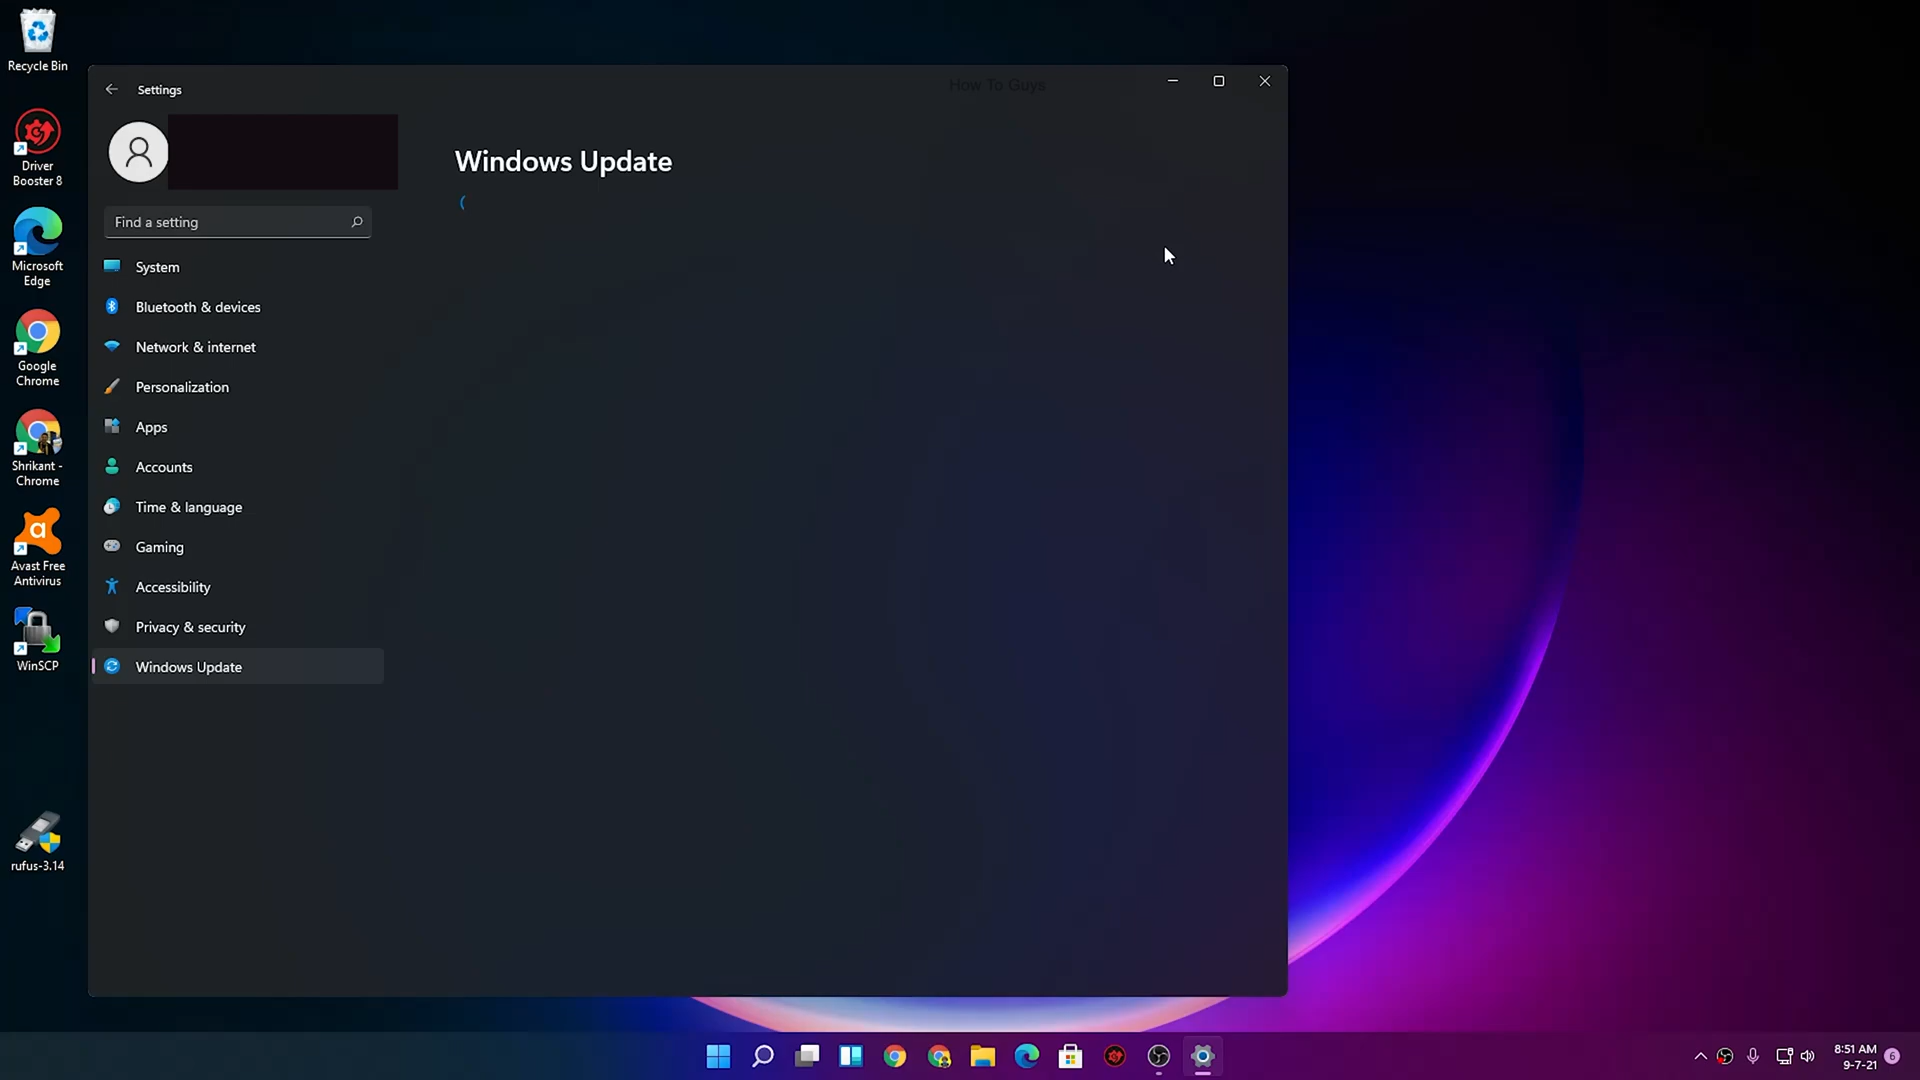 Recycle Bin
Driver
Booster 8
Microsoft
Edge
Google
Chrome
Shrikant -
Chrome
Avast Free
Antivirus
WinSCP
rufus-3.14
Settings
How To Guys
Find a setting
System
Bluetooth & devices
Network & internet
Personalization
Apps
Accounts
Time & language
Gaming
Accessibility
Privacy & security
Windows Update
Windows Update
8:51 AM
9-7-21
6